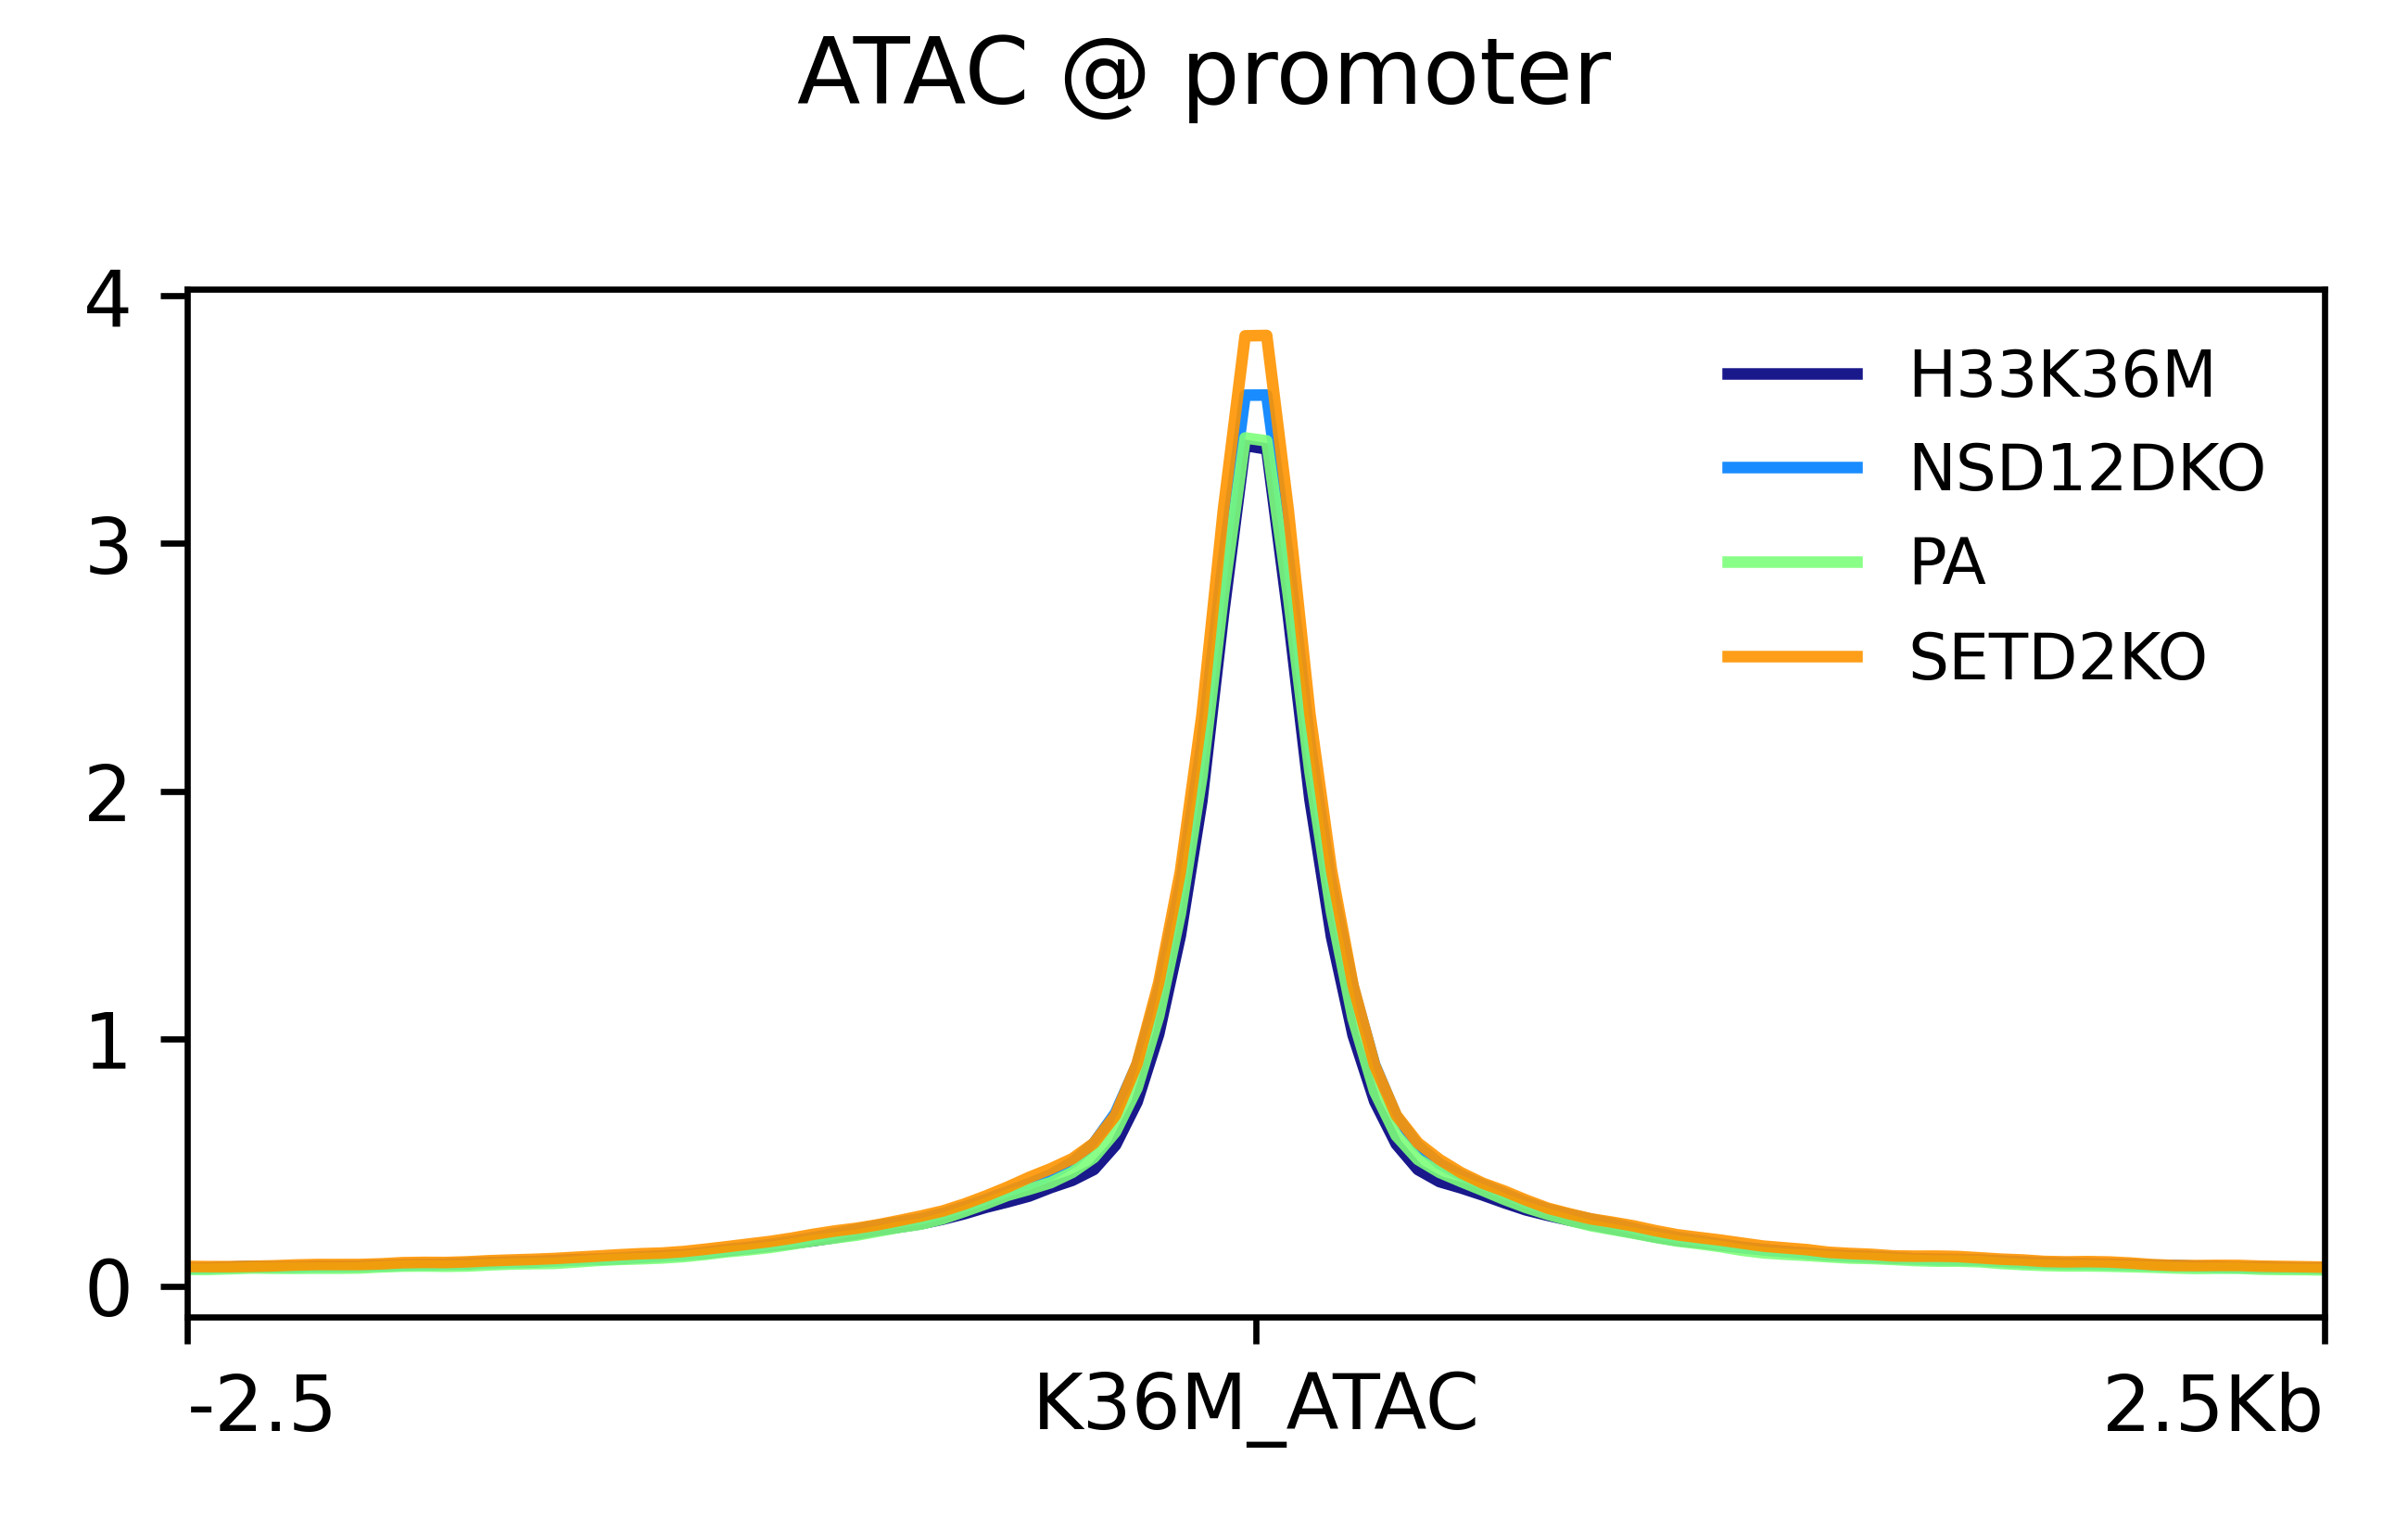 ATAC @ promoter
4
3
2
1
0
H33K36M
NSD12DKO
PA
SETD2KO
-2.5
K36M_ATAC
2.5Kb